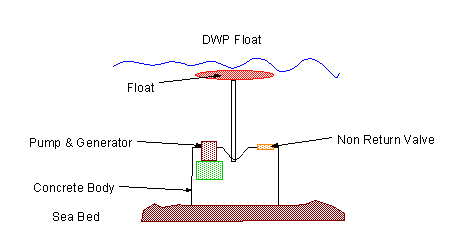 DWP Float
Float
Pump & Generator
Non Return Valve
Concrete Body
Sea Bed